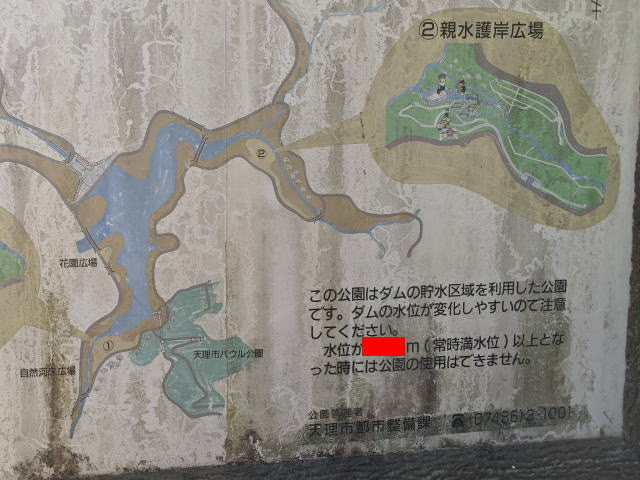 ②親水護岸広場
②
花園広場
①
自然河床広場
天理市バウル公園
この公園はダムの貯水区域を利用した公園
です。ダムの水位が変化しやすいので注意
してください。
水位が m(常時満水位)以上とな
った時には公園の使用はできません。
公園管理者
天理市都市整備課 ☎(07436)3-1001